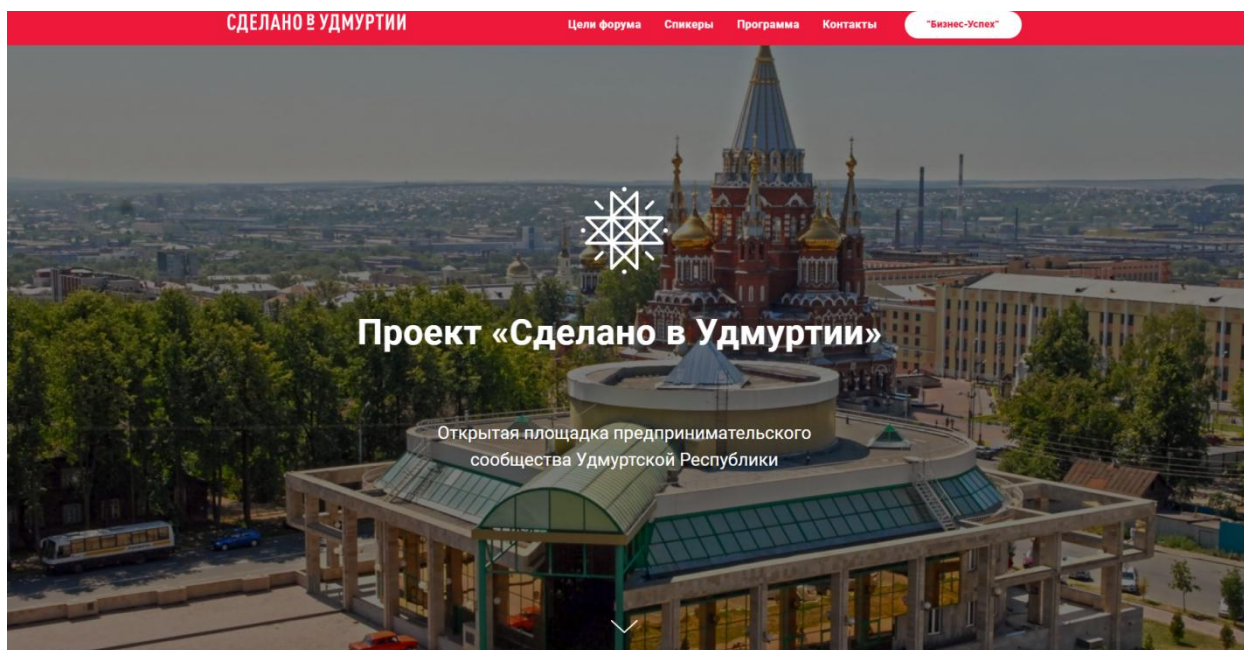 СДЕЛАНО В УДМУРТИИ
Цели форума Спикеры Программа Контакты "Бизнес-Успех"
Проект «Сделано в Удмуртии»
Открытая площадка предпринимательского
сообщества Удмуртской Республики